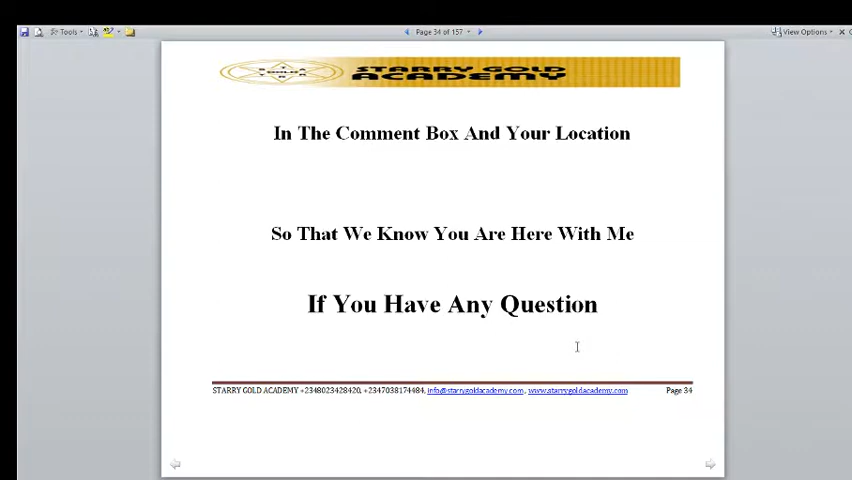 Tools
Page 34 of 157
View Options
STARRY GOLD
ACADEMY
In The Comment Box And Your Location
So That We Know You Are Here With Me
If You Have Any Question
STARRY GOLD ACADEMY +2348023428420, +2347038174484, info@starrygoldacademy.com, www.starrygoldacademy.com Page 34